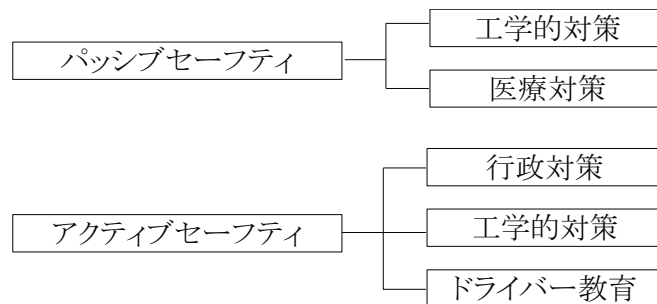 パッシブセーフティ
工学的対策
医療対策
アクティブセーフティ
行政対策
工学的対策
ドライバー教育